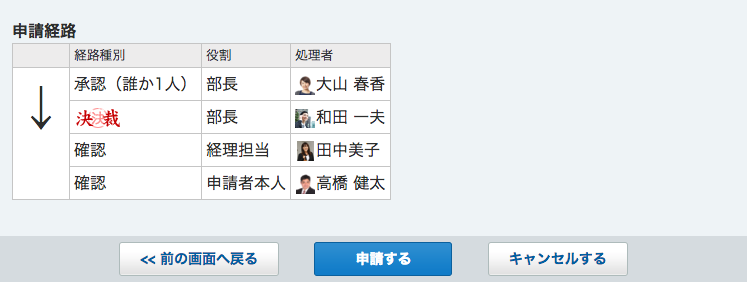 申請経路
経路種別 役割 処理者
承認（誰か1人） 部長 大山 春香
決裁 部長 和田 一夫
確認 経理担当 田中美子
確認 申請者本人 高橋 健太
<< 前の画面へ戻る 申請する キャンセルする